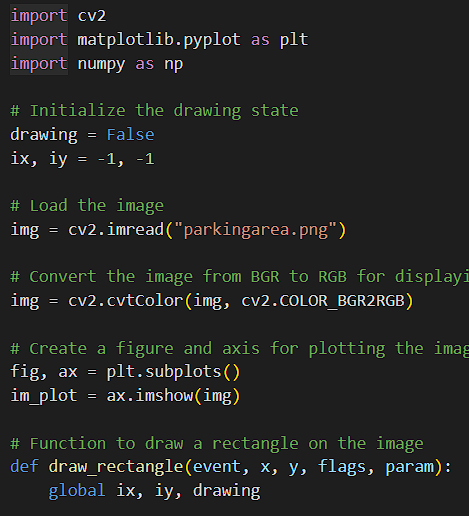 import cv2
import matplotlib.pyplot as plt
import numpy as np
# Initialize the drawing state
drawing = False
ix, iy = -1, -1
# Load the image
img = cv2.imread("parkingarea.png")
# Convert the image from BGR to RGB for displayi
img = cv2.cvtColor(img, cv2.COLOR_BGR2RGB)
# Create a figure and axis for plotting the imag
fig, ax = plt.subplots()
im_plot = ax.imshow(img)
# Function to draw a rectangle on the image
def draw_rectangle(event, x, y, flags, param):
    global ix, iy, drawing